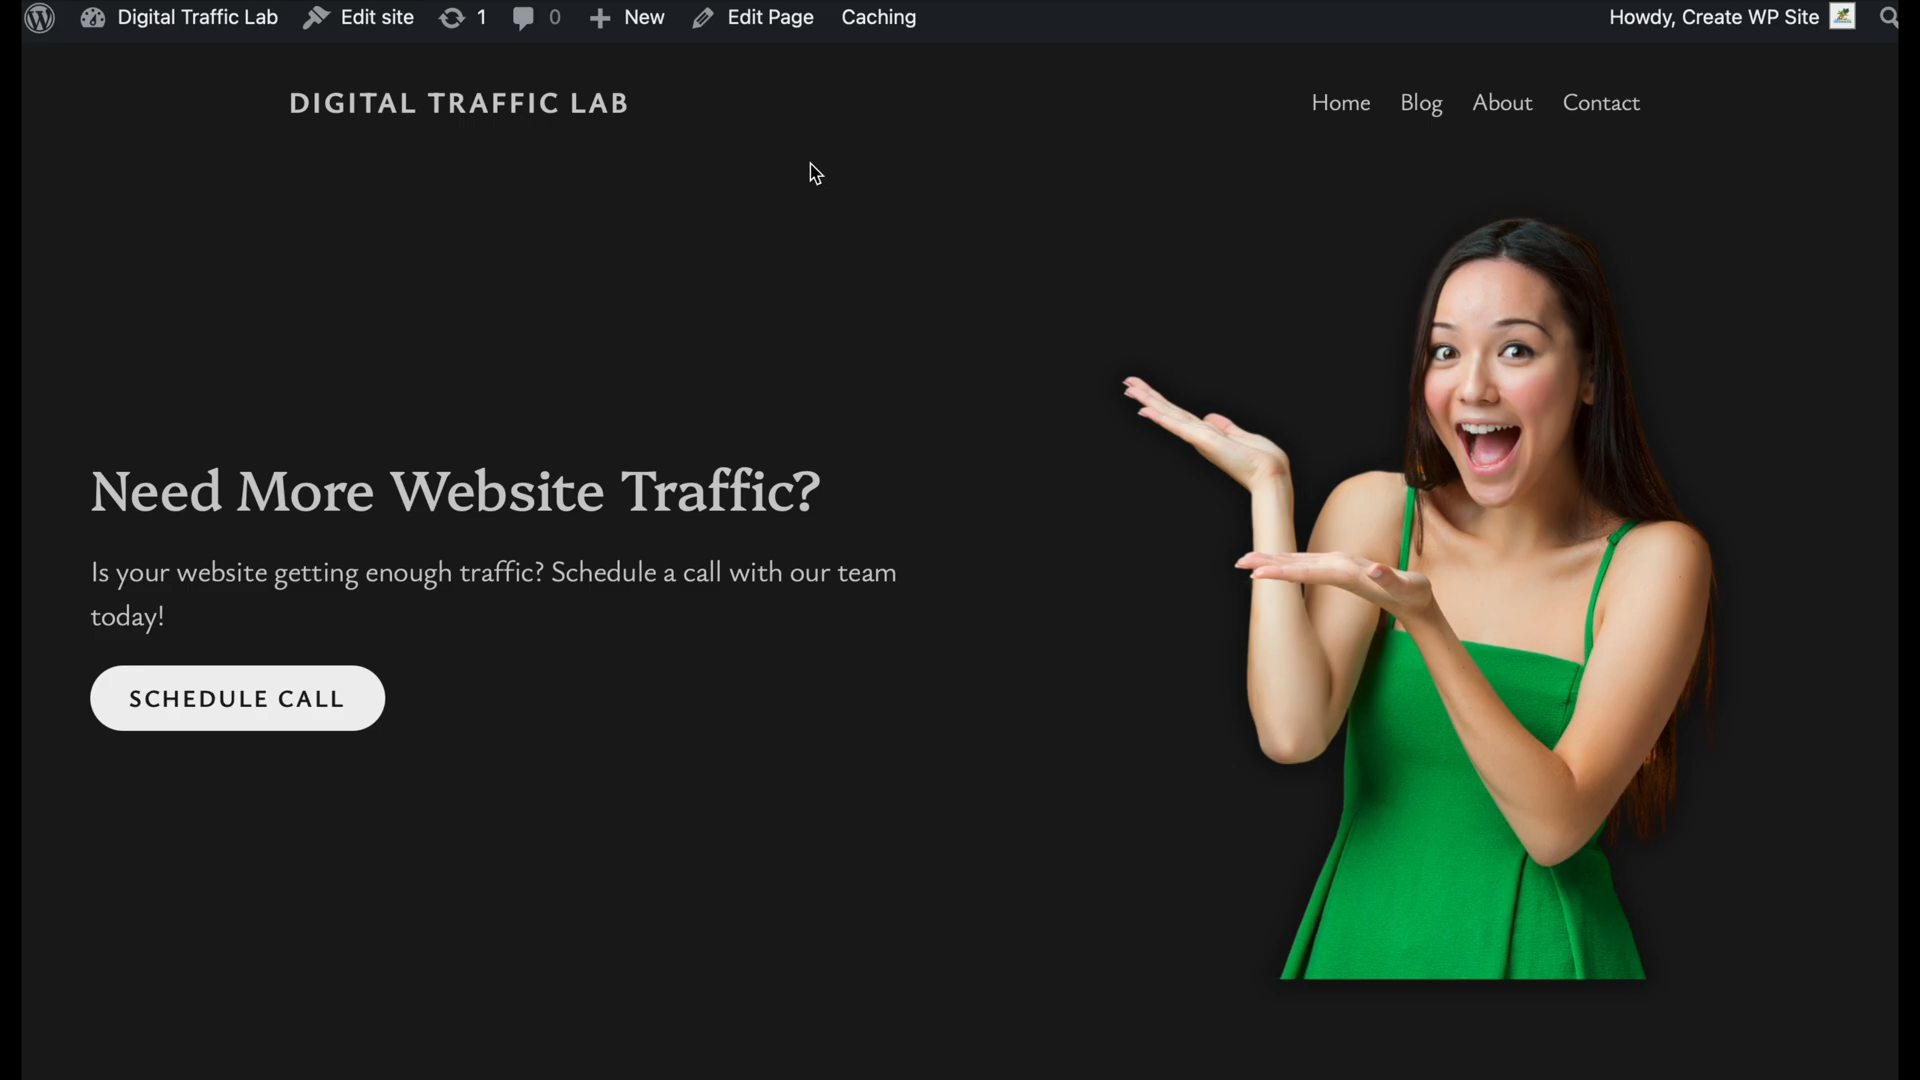 Digital Traffic Lab Edit site 1 0 New Edit Page Caching Howdy, Create WP Site
DIGITAL TRAFFIC LAB Home Blog About Contact
Need More Website Traffic?
Is your website getting enough traffic? Schedule a call with our team
today!
SCHEDULE CALL